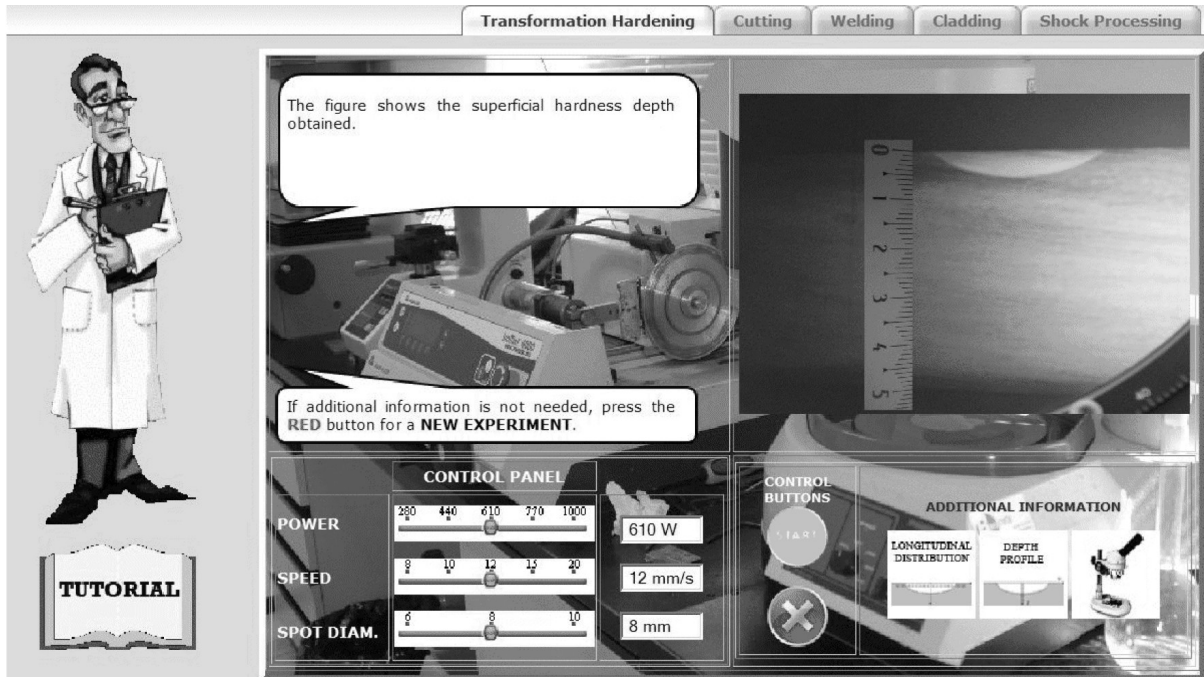 Transformation Hardening
Cutting
Welding
Cladding
Shock Processing
The figure shows the superficial hardness depth
obtained.
0
1
2
3
4
5
If additional information is not needed, press the
RED button for a NEW EXPERIMENT.
TUTORIAL
CONTROL PANEL
POWER
280 440 610 770 1000
610 W
SPEED
8 10 12 15 20
12 mm/s
SPOT DIAM.
6 8 10
8 mm
CONTROL
BUTTONS
START
ADDITIONAL INFORMATION
LONGITUDINAL
DISTRIBUTION
DEPTH
PROFILE